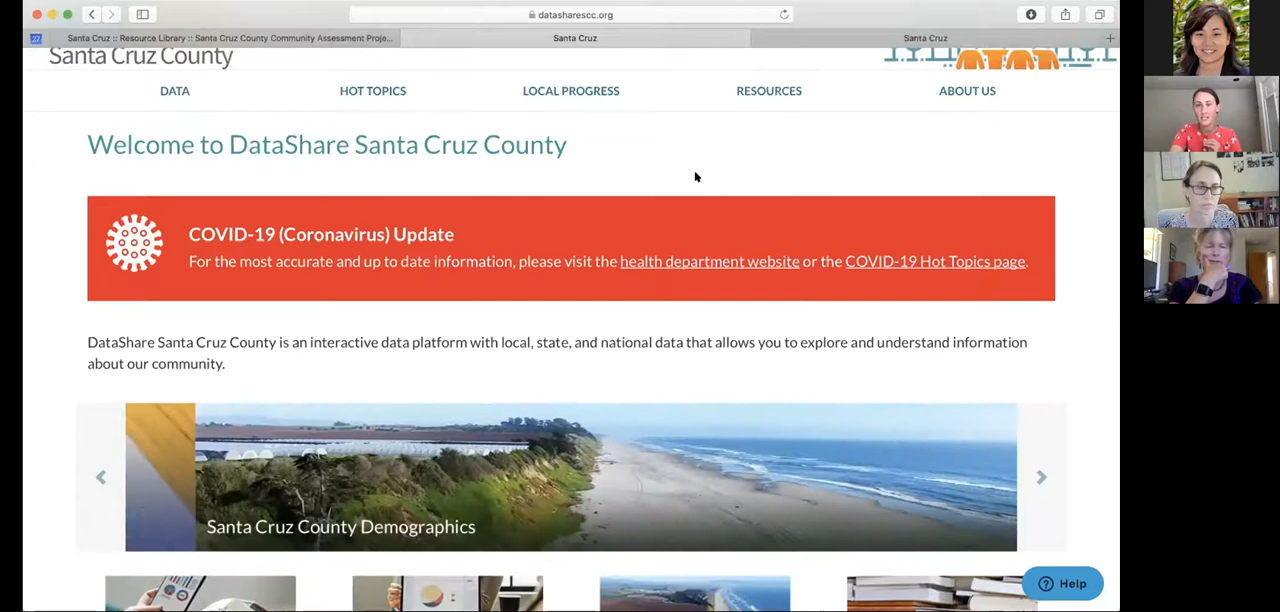 datasharescc.org
Santa Cruz :: Resource Library :: Santa Cruz County Community Assessment Proje...
Santa Cruz
Santa Cruz
Santa Cruz County
DATA
HOT TOPICS
LOCAL PROGRESS
RESOURCES
ABOUT US
Welcome to DataShare Santa Cruz County
COVID-19 (Coronavirus) Update
For the most accurate and up to date information, please visit the health department website or the COVID-19 Hot Topics page.
DataShare Santa Cruz County is an interactive data platform with local, state, and national data that allows you to explore and understand information
about our community.
Santa Cruz County Demographics
Help